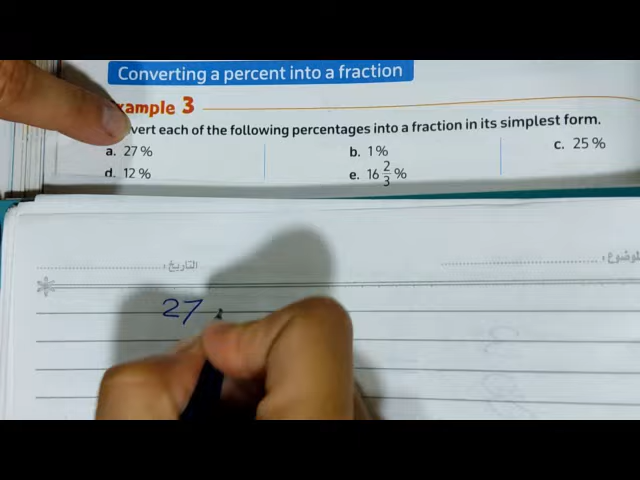 Converting a percent into a fraction
xample 3
vert each of the following percentages into a fraction in its simplest form.
a. 27 %
b. 1 %
c. 25 %
d. 12 %
e. 16 2/3 %
التاريخ :
لموضوع :
27